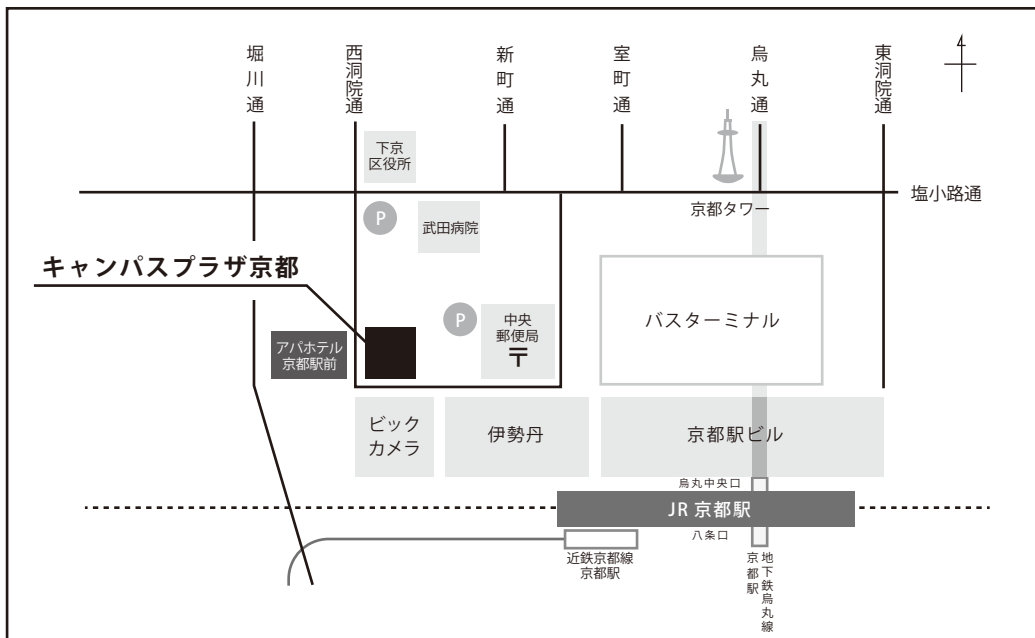 堀川通
西洞院通
新町通
室町通
烏丸通
東洞院通
下京
区役所
塩小路通
京都タワー
P
武田病院
キャンパスプラザ京都
P
中央
郵便局
〒
バスターミナル
アパホテル
京都駅前
ビック
カメラ
伊勢丹
京都駅ビル
烏丸中央口
JR 京都駅
八条口
近鉄京都線
京都駅
地下鉄烏丸線
京都駅